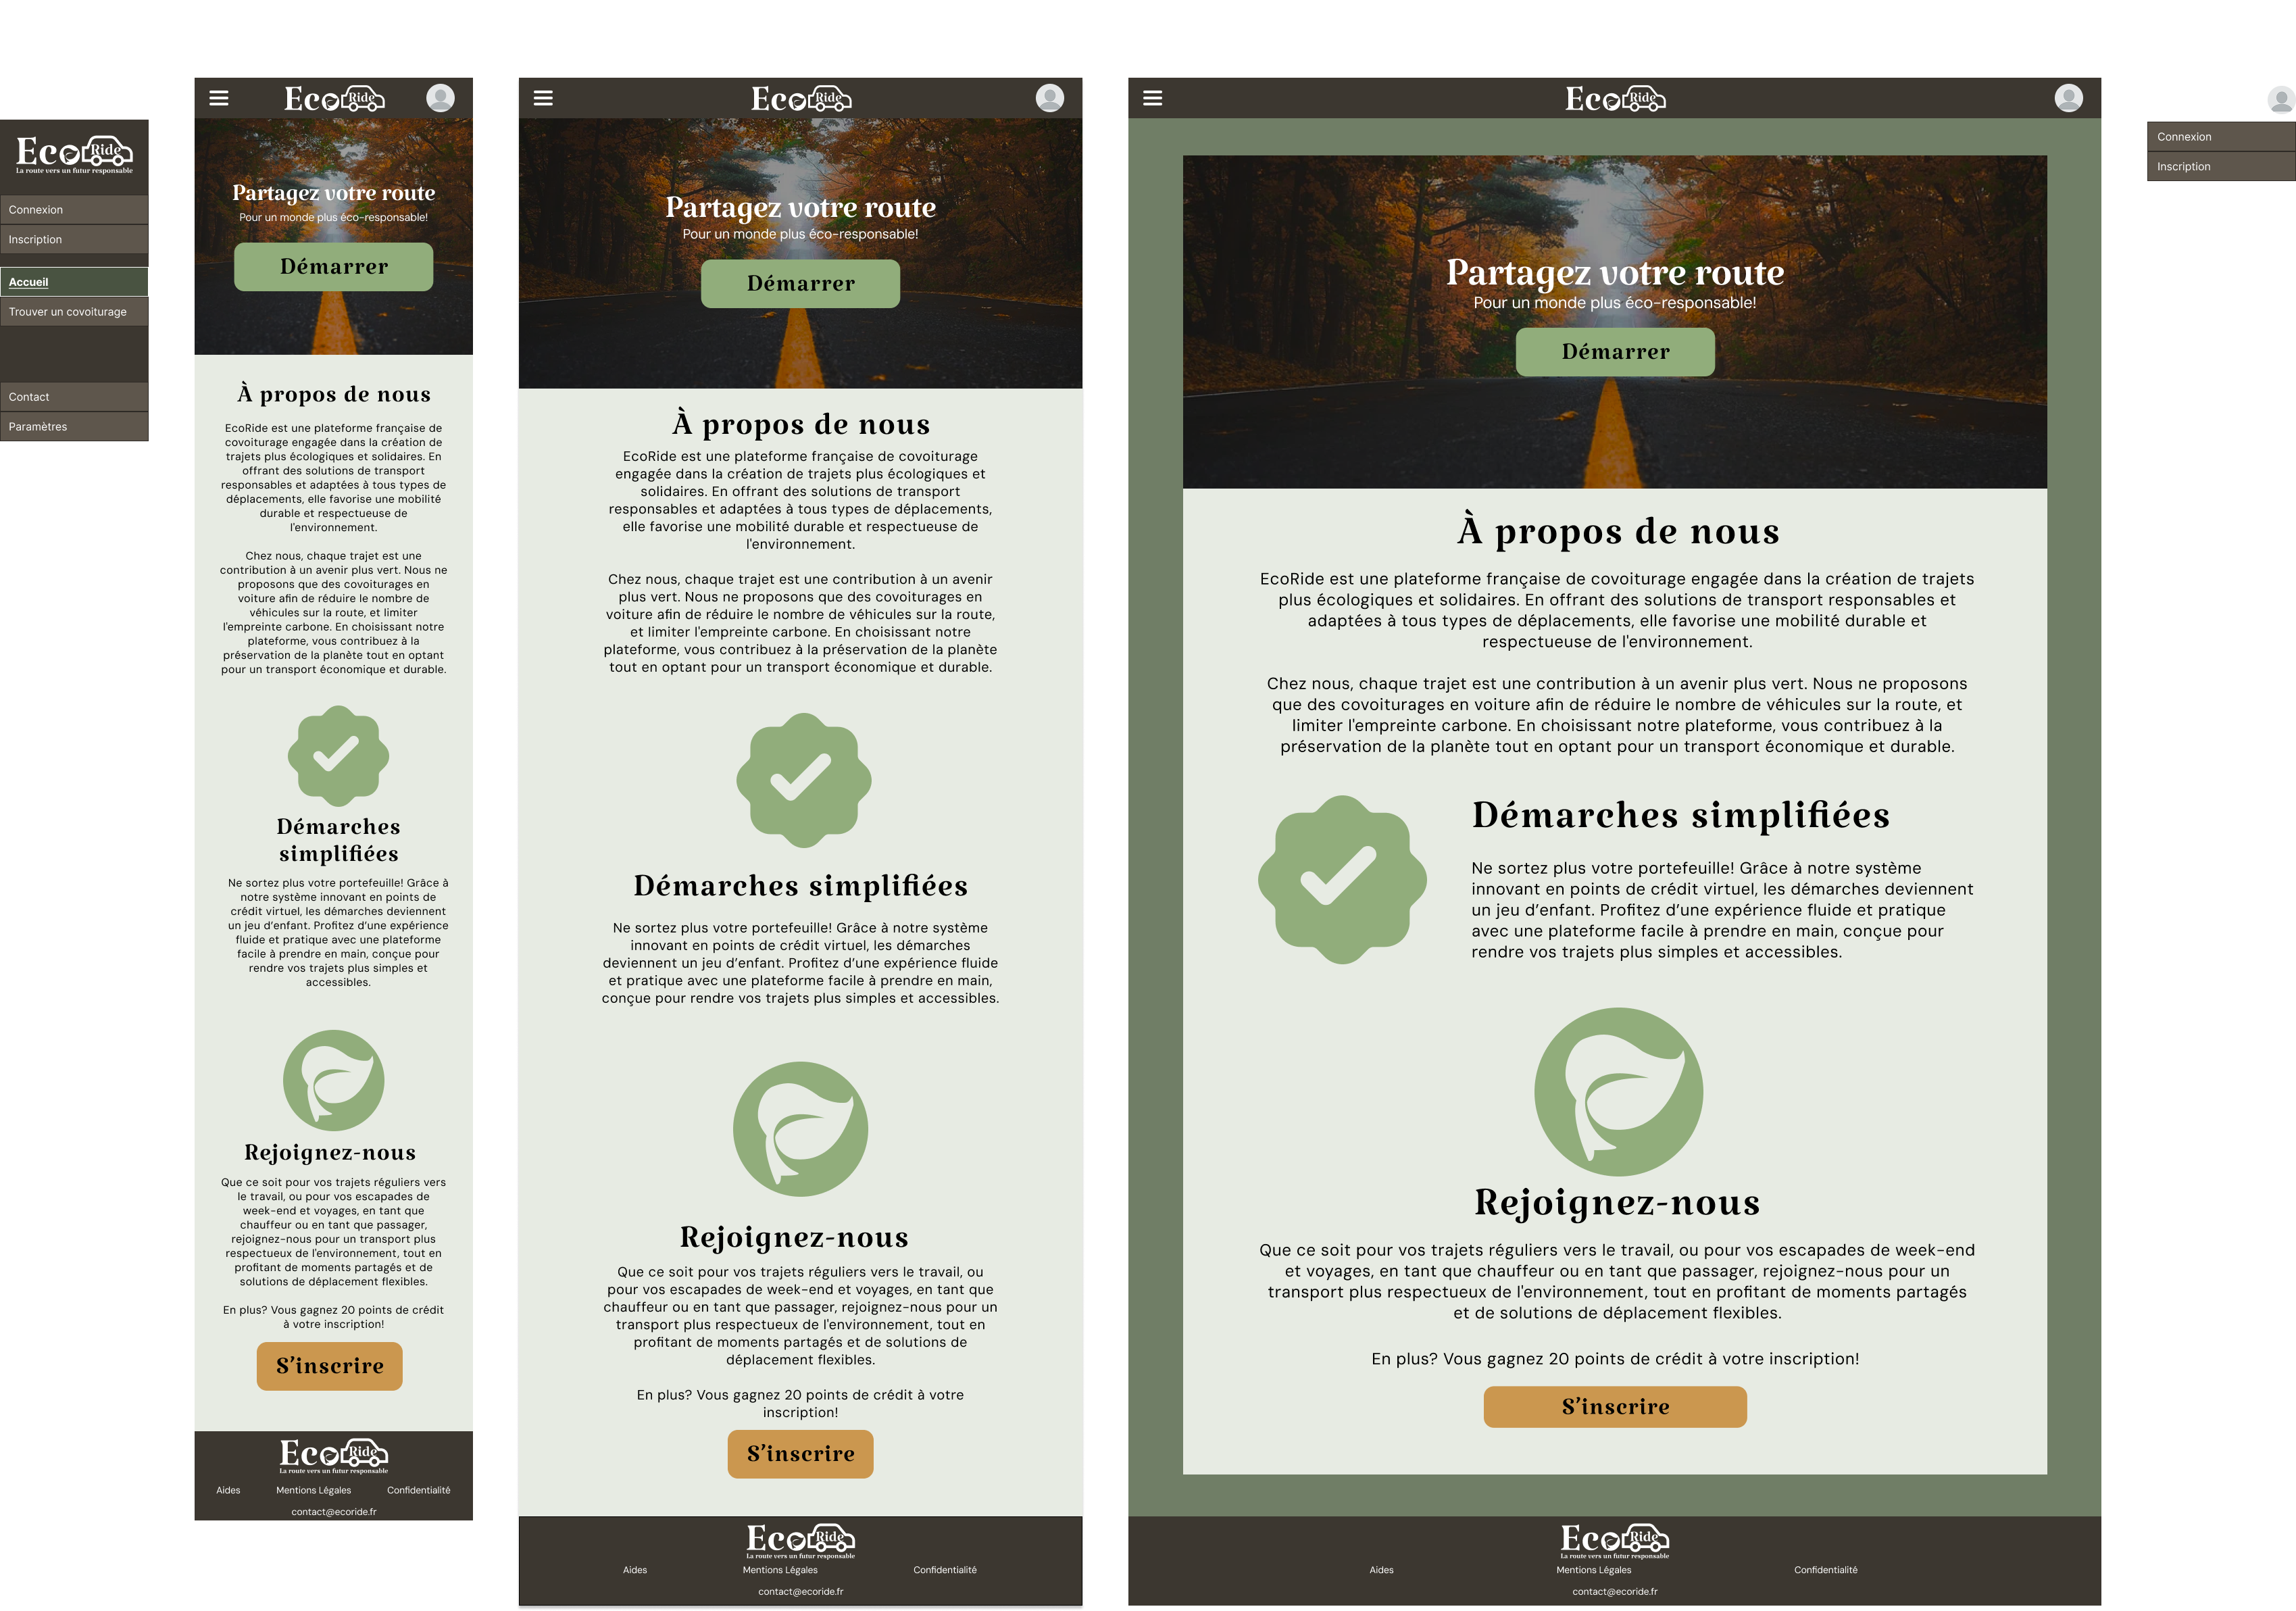 EcoRide
La route vers un futur responsable
Connexion
Inscription
Accueil
Trouver un covoiturage
Contact
Paramètres
EcoRide
Partagez votre route
Pour un monde plus éco-responsable!
Démarrer
À propos de nous
EcoRide est une plateforme française de
covoiturage engagée dans la création de
trajets plus écologiques et solidaires. En
offrant des solutions de transport
responsables et adaptées à tous types de
déplacements, elle favorise une mobilité
durable et respectueuse de
l'environnement.
Chez nous, chaque trajet est une
contribution à un avenir plus vert. Nous ne
proposons que des covoiturages en
voiture afin de réduire le nombre de
véhicules sur la route, et limiter
l'empreinte carbone. En choisissant notre
plateforme, vous contribuez à la
préservation de la planète tout en optant
pour un transport économique et durable.
Démarches
simplifiées
Ne sortez plus votre portefeuille! Grâce à
notre système innovant en points de
crédit virtuel, les démarches deviennent
un jeu d’enfant. Profitez d’une expérience
fluide et pratique avec une plateforme
facile à prendre en main, conçue pour
rendre vos trajets plus simples et
accessibles.
Rejoignez-nous
Que ce soit pour vos trajets réguliers vers
le travail, ou pour vos escapades de
week-end et voyages, en tant que
chauffeur ou en tant que passager,
rejoignez-nous pour un transport plus
respectueux de l'environnement, tout en
profitant de moments partagés et de
solutions de déplacement flexibles.
En plus? Vous gagnez 20 points de crédit
à votre inscription!
S’inscrire
EcoRide
La route vers un futur responsable
Aides Mentions Légales Confidentialité
contact@ecoride.fr
EcoRide
Partagez votre route
Pour un monde plus éco-responsable!
Démarrer
À propos de nous
EcoRide est une plateforme française de covoiturage
engagée dans la création de trajets plus écologiques et
solidaires. En offrant des solutions de transport
responsables et adaptées à tous types de déplacements,
elle favorise une mobilité durable et respectueuse de
l'environnement.
Chez nous, chaque trajet est une contribution à un avenir
plus vert. Nous ne proposons que des covoiturages en
voiture afin de réduire le nombre de véhicules sur la route,
et limiter l'empreinte carbone. En choisissant notre
plateforme, vous contribuez à la préservation de la planète
tout en optant pour un transport économique et durable.
Démarches simplifiées
Ne sortez plus votre portefeuille! Grâce à notre système
innovant en points de crédit virtuel, les démarches
deviennent un jeu d’enfant. Profitez d’une expérience fluide
et pratique avec une plateforme facile à prendre en main,
conçue pour rendre vos trajets plus simples et accessibles.
Rejoignez-nous
Que ce soit pour vos trajets réguliers vers le travail, ou
pour vos escapades de week-end et voyages, en tant que
chauffeur ou en tant que passager, rejoignez-nous pour un
transport plus respectueux de l'environnement, tout en
profitant de moments partagés et de solutions de
déplacement flexibles.
En plus? Vous gagnez 20 points de crédit à votre
inscription!
S’inscrire
EcoRide
La route vers un futur responsable
Aides Mentions Légales Confidentialité
contact@ecoride.fr
EcoRide
Partagez votre route
Pour un monde plus éco-responsable!
Démarrer
À propos de nous
EcoRide est une plateforme française de covoiturage engagée dans la création de trajets
plus écologiques et solidaires. En offrant des solutions de transport responsables et
adaptées à tous types de déplacements, elle favorise une mobilité durable et
respectueuse de l'environnement.
Chez nous, chaque trajet est une contribution à un avenir plus vert. Nous ne proposons
que des covoiturages en voiture afin de réduire le nombre de véhicules sur la route, et
limiter l'empreinte carbone. En choisissant notre plateforme, vous contribuez à la
préservation de la planète tout en optant pour un transport économique et durable.
Démarches simplifiées
Ne sortez plus votre portefeuille! Grâce à notre système
innovant en points de crédit virtuel, les démarches deviennent
un jeu d’enfant. Profitez d’une expérience fluide et pratique
avec une plateforme facile à prendre en main, conçue pour
rendre vos trajets plus simples et accessibles.
Rejoignez-nous
Que ce soit pour vos trajets réguliers vers le travail, ou pour vos escapades de week-end
et voyages, en tant que chauffeur ou en tant que passager, rejoignez-nous pour un
transport plus respectueux de l'environnement, tout en profitant de moments partagés
et de solutions de déplacement flexibles.
En plus? Vous gagnez 20 points de crédit à votre inscription!
S’inscrire
EcoRide
La route vers un futur responsable
Aides Mentions Légales Confidentialité
contact@ecoride.fr
Connexion
Inscription